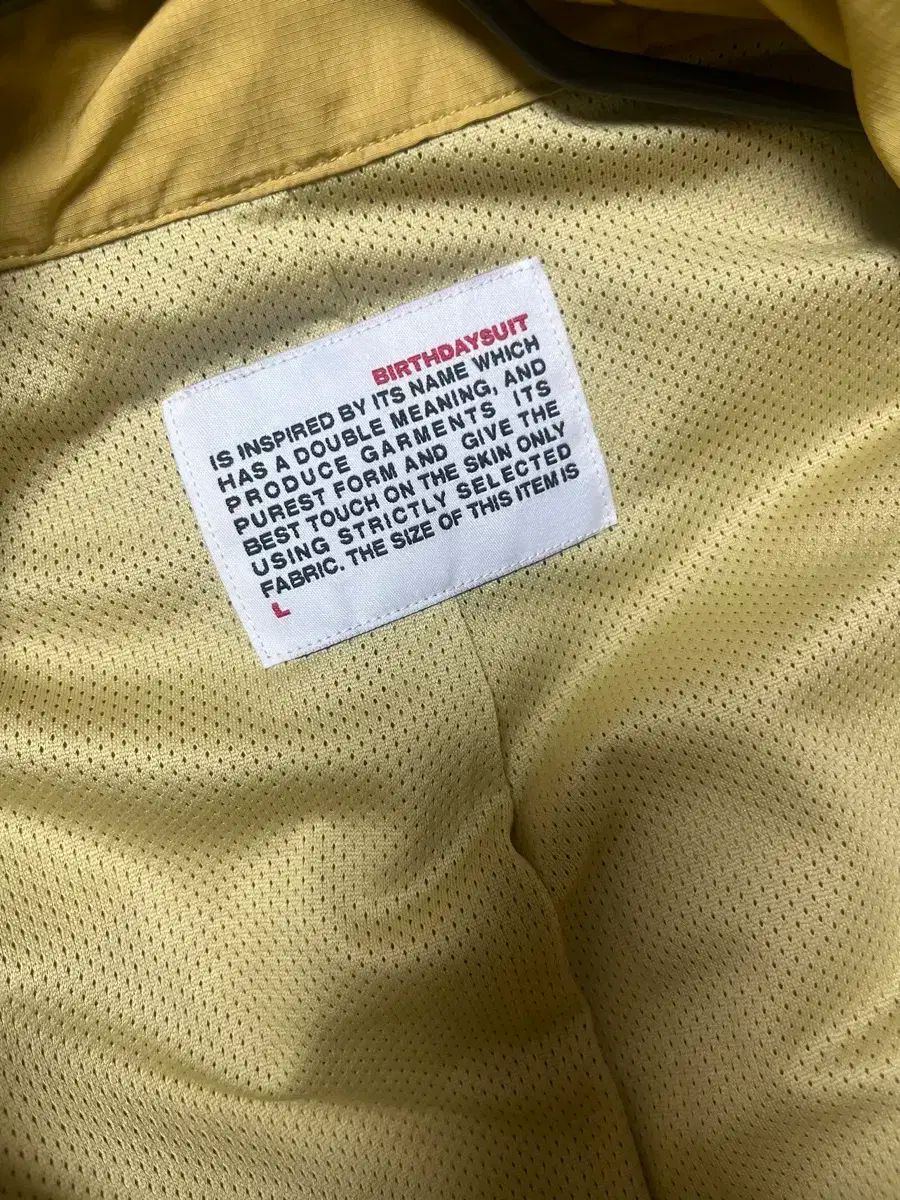 BIRTHDAYSUIT
IS INSPIRED BY ITS NAME WHICH
HAS A DOUBLE MEANING, AND
PRODUCE GARMENTS ITS
PUREST FORM AND GIVE THE
BEST TOUCH ON THE SKIN ONLY
USING STRICTLY SELECTED
FABRIC. THE SIZE OF THIS ITEM IS
L